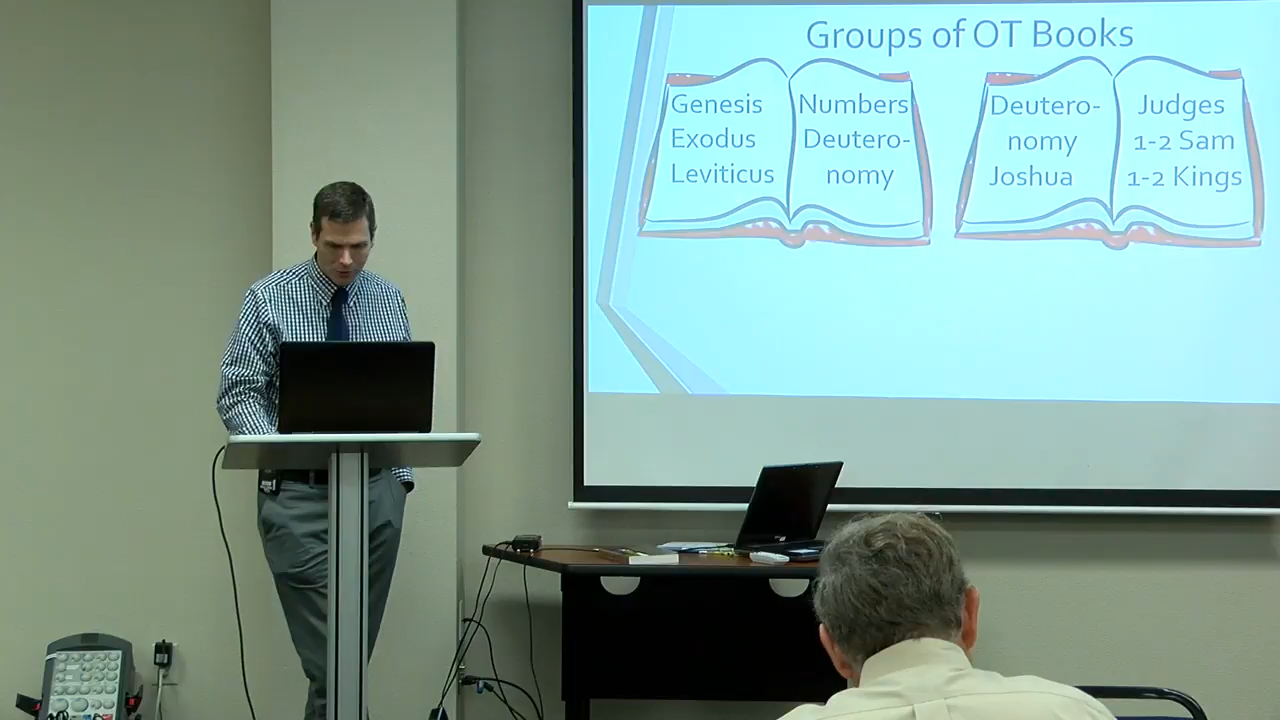 Groups of OT Books
Genesis
Exodus
Leviticus
Numbers
Deutero-
nomy
Deutero-
nomy
Joshua
Judges
1-2 Sam
1-2 Kings